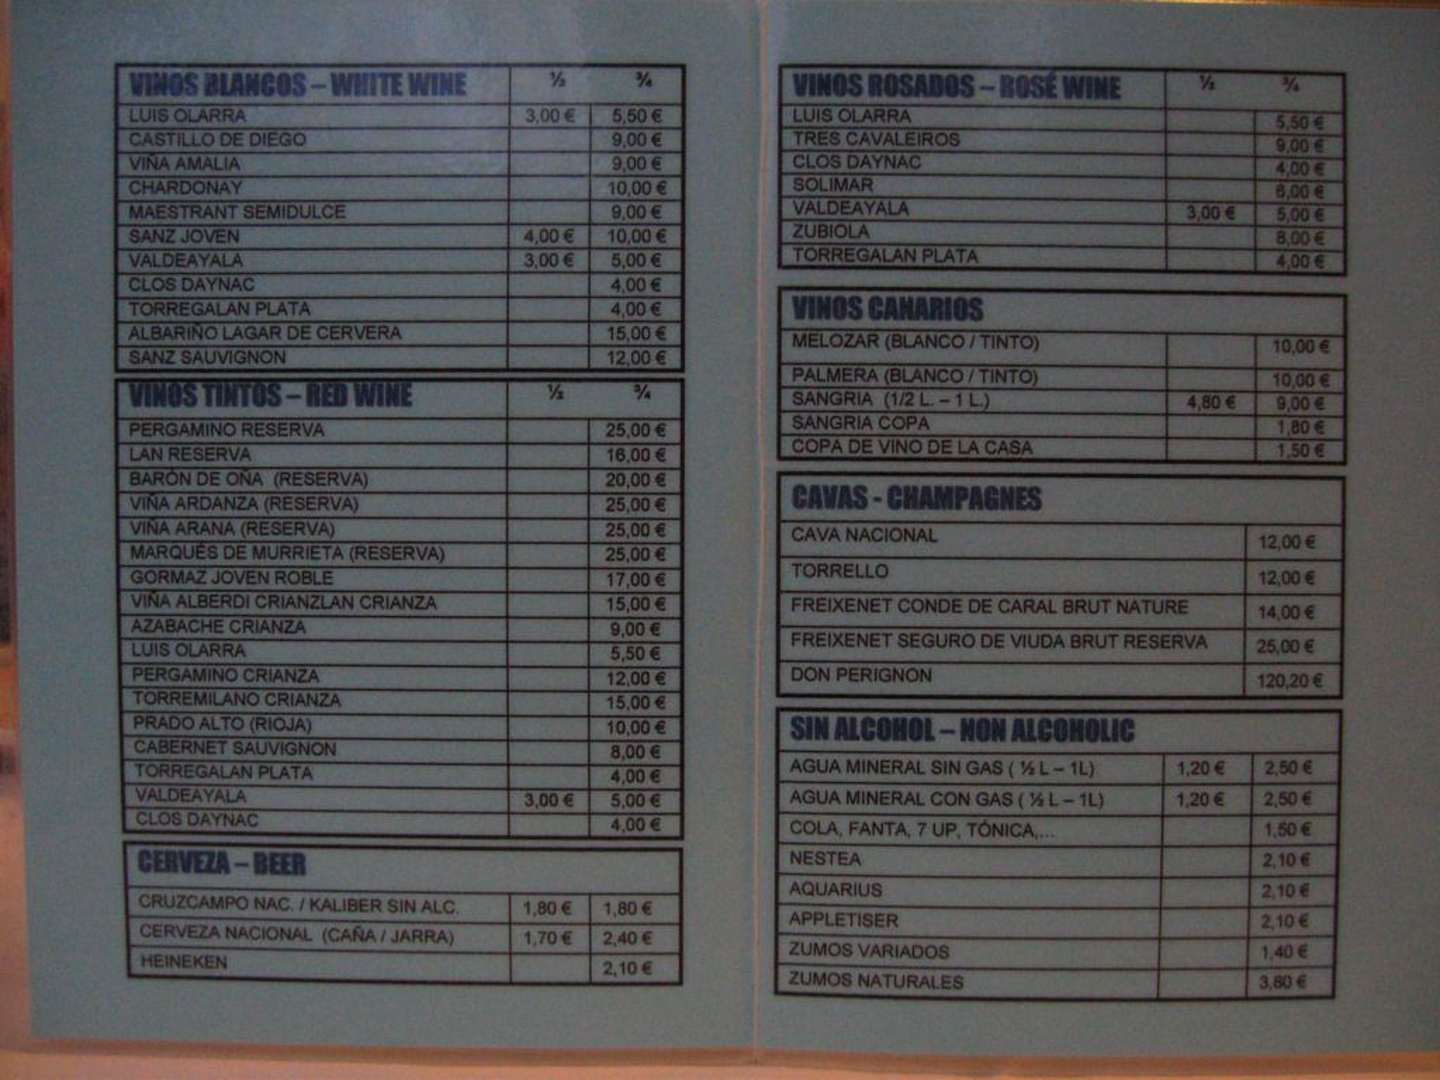 VINOS BLANCOS – WHITE WINE ½ ¾
LUIS OLARRA 3,00 € 5,50 €
CASTILLO DE DIEGO 9,00 €
VIÑA AMALIA 9,00 €
CHARDONAY 10,00 €
MAESTRANT SEMIDULCE 9,00 €
SANZ JOVEN 4,00 € 10,00 €
VALDEAYALA 3,00 € 5,00 €
CLOS DAYNAC 4,00 €
TORREGALAN PLATA 4,00 €
ALBARIÑO LAGAR DE CERVERA 15,00 €
SANZ SAUVIGNON 12,00 €
VINOS TINTOS – RED WINE ½ ¾
PERGAMINO RESERVA 25,00 €
LAN RESERVA 16,00 €
BARÓN DE OÑA (RESERVA) 20,00 €
VIÑA ARDANZA (RESERVA) 25,00 €
VIÑA ARANA (RESERVA) 25,00 €
MARQUÉS DE MURRIETA (RESERVA) 25,00 €
GORMAZ JOVEN ROBLE 17,00 €
VIÑA ALBERDI CRIANZLAN CRIANZA 15,00 €
AZABACHE CRIANZA 9,00 €
LUIS OLARRA 5,50 €
PERGAMINO CRIANZA 12,00 €
TORREMILANO CRIANZA 15,00 €
PRADO ALTO (RIOJA) 10,00 €
CABERNET SAUVIGNON 8,00 €
TORREGALAN PLATA 4,00 €
VALDEAYALA 3,00 € 5,00 €
CLOS DAYNAC 4,00 €
CERVEZA – BEER
CRUZCAMPO NAC. / KALIBER SIN ALC. 1,80 € 1,80 €
CERVEZA NACIONAL (CAÑA / JARRA) 1,70 € 2,40 €
HEINEKEN 2,10 €
VINOS ROSADOS – ROSÉ WINE ½ ¾
LUIS OLARRA 5,50 €
TRES CAVALEIROS 9,00 €
CLOS DAYNAC 4,00 €
SOLIMAR 6,00 €
VALDEAYALA 3,00 € 5,00 €
ZUBIOLA 8,00 €
TORREGALAN PLATA 4,00 €
VINOS CANARIOS
MELOZAR (BLANCO / TINTO) 10,00 €
PALMERA (BLANCO / TINTO) 10,00 €
SANGRIA (1/2 L. – 1 L.) 4,80 € 9,00 €
SANGRIA COPA 1,80 €
COPA DE VINO DE LA CASA 1,50 €
CAVAS - CHAMPAGNES
CAVA NACIONAL 12,00 €
TORRELLO 12,00 €
FREIXENET CONDE DE CARAL BRUT NATURE 14,00 €
FREIXENET SEGURO DE VIUDA BRUT RESERVA 25,00 €
DON PERIGNON 120,20 €
SIN ALCOHOL – NON ALCOHOLIC
AGUA MINERAL SIN GAS ( ½ L – 1L) 1,20 € 2,50 €
AGUA MINERAL CON GAS ( ½ L – 1L) 1,20 € 2,50 €
COLA, FANTA, 7 UP, TÓNICA,... 1,50 €
NESTEA 2,10 €
AQUARIUS 2,10 €
APPLETISER 2,10 €
ZUMOS VARIADOS 1,40 €
ZUMOS NATURALES 3,60 €